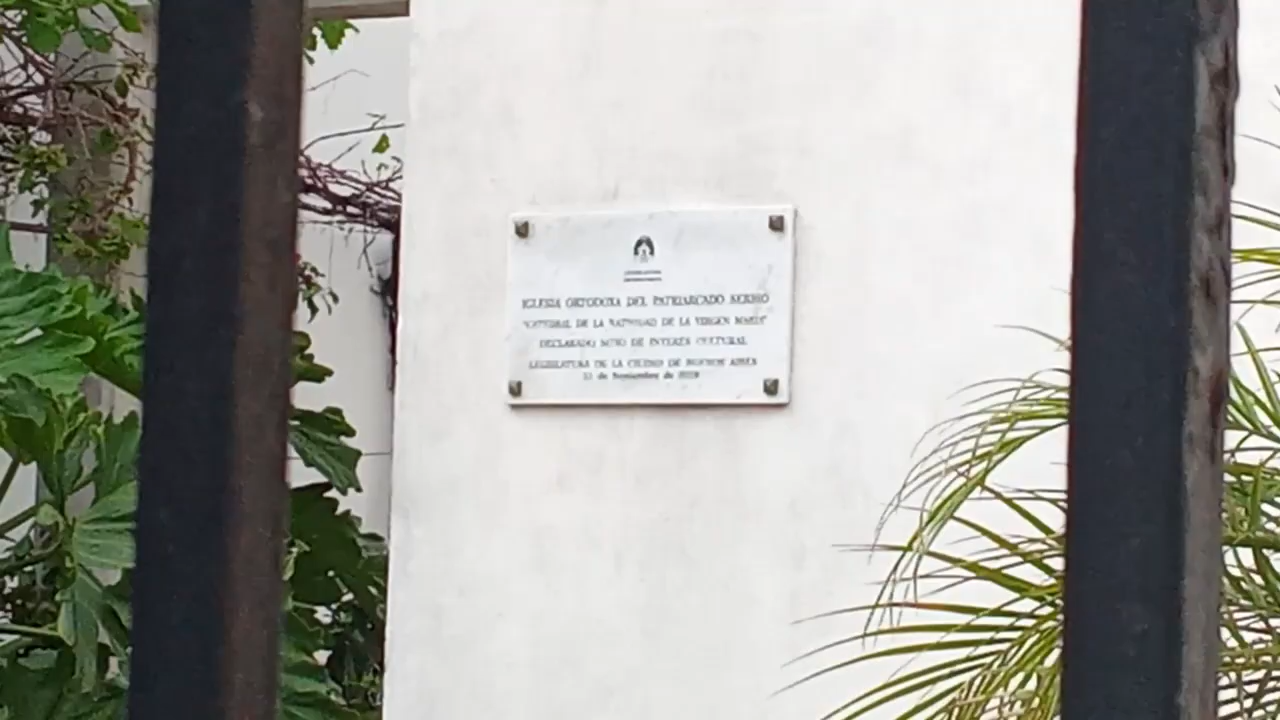 IGLESIA ORTODOXA DEL PATRIARCADO SERBIO
"CATEDRAL DE LA NATIVIDAD DE LA VIRGEN MARÍA"
DECLARADO SITIO DE INTERÉS CULTURAL
LEGISLATURA DE LA CIUDAD DE BUENOS AIRES
de Noviembre de